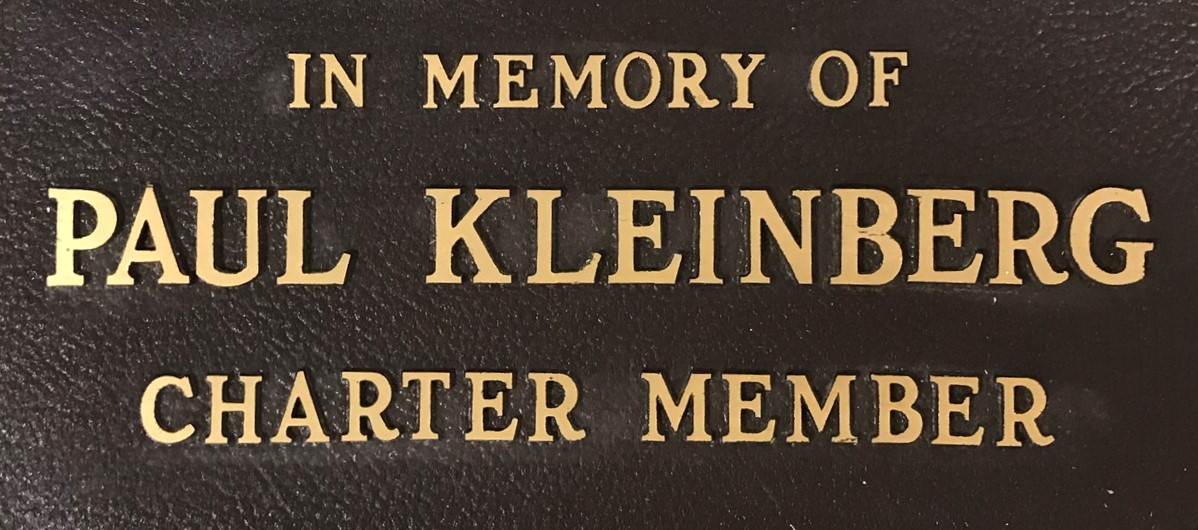 IN MEMORY OF
PAUL KLEINBERG
CHARTER MEMBER